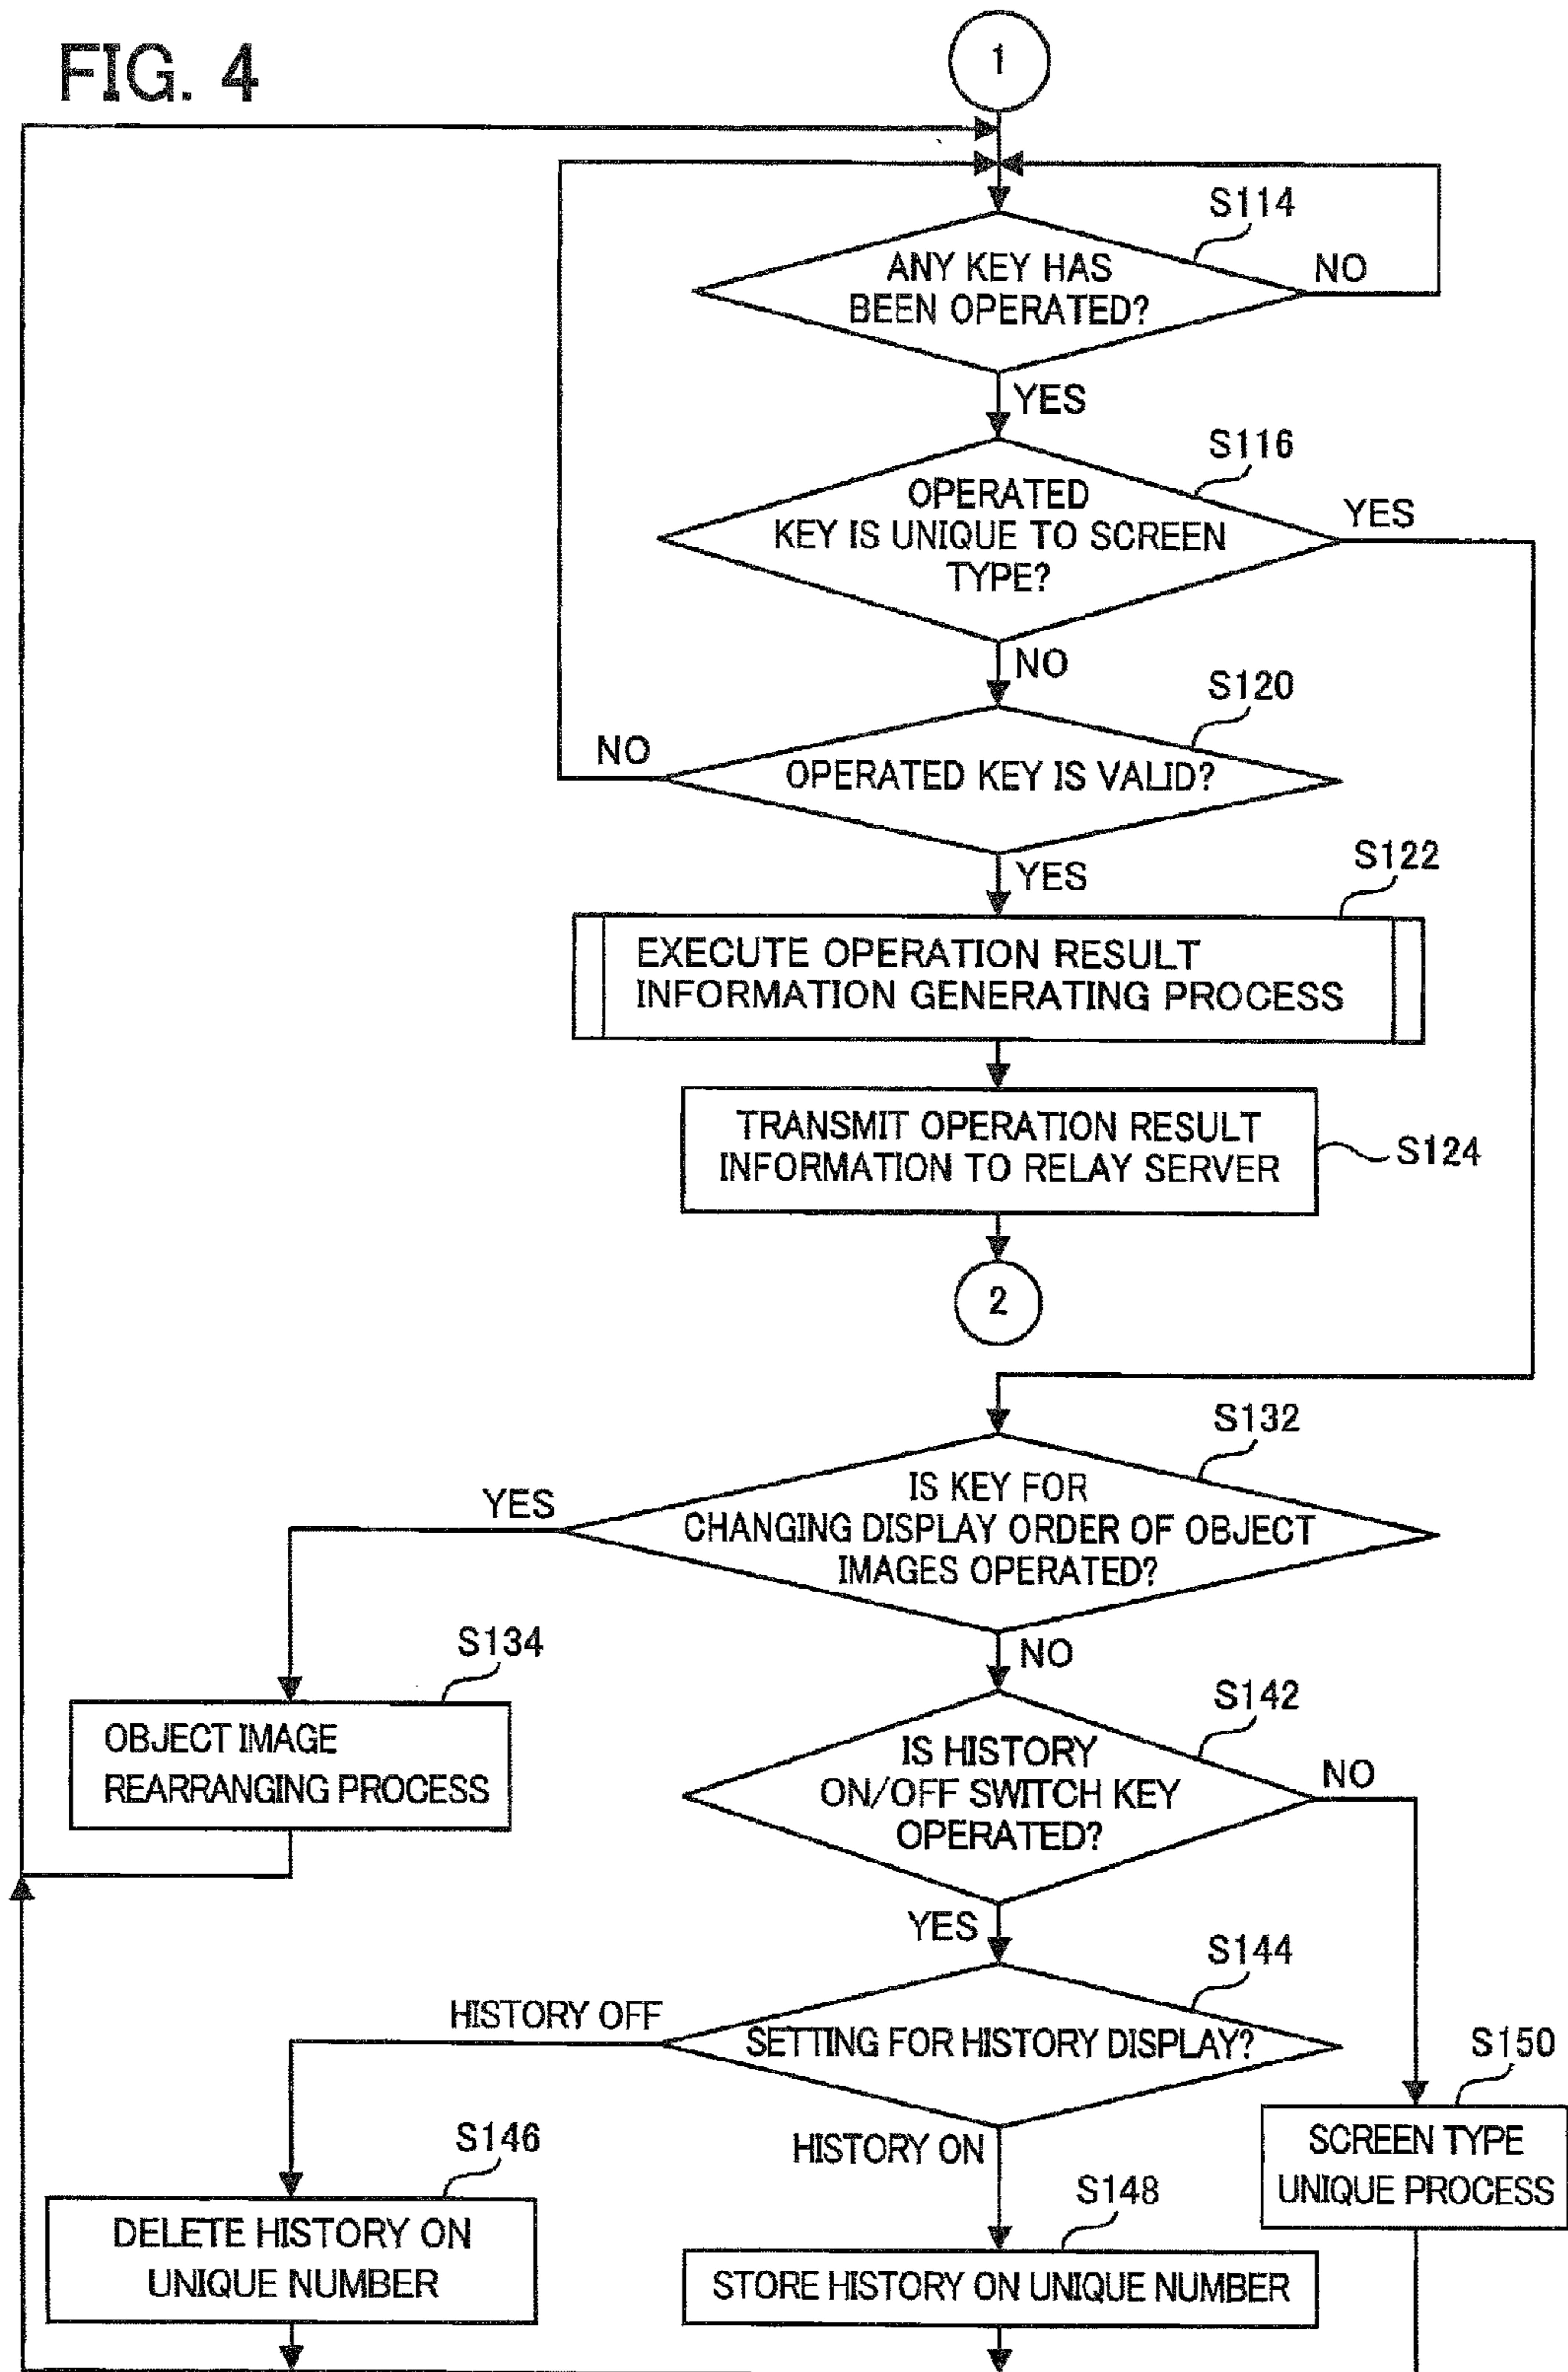 FIG. 4
1
S114
ANY KEY HAS
BEEN OPERATED?
NO
YES
S116
OPERATED
KEY IS UNIQUE TO SCREEN
TYPE?
YES
NO
S120
NO
OPERATED KEY IS VALID?
YES
S122
EXECUTE OPERATION RESULT
INFORMATION GENERATING PROCESS
TRANSMIT OPERATION RESULT
INFORMATION TO RELAY SERVER
S124
2
S132
YES
IS KEY FOR
CHANGING DISPLAY ORDER OF OBJECT
IMAGES OPERATED?
S134
NO
OBJECT IMAGE
REARRANGING PROCESS
S142
IS HISTORY
ON/OFF SWITCH KEY
OPERATED?
NO
YES
S144
HISTORY OFF
SETTING FOR HISTORY DISPLAY?
S150
SCREEN TYPE
UNIQUE PROCESS
S146
HISTORY ON
DELETE HISTORY ON
UNIQUE NUMBER
S148
STORE HISTORY ON UNIQUE NUMBER